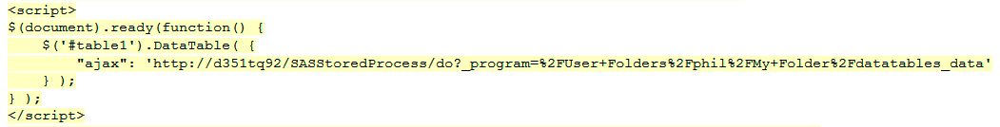 <script>
$(document).ready(function() {
    $('#table1').DataTable( {
        "ajax": 'http://d351tq92/SASStoredProcess/do?_program=%2FUser+Folders%2Fphil%2FMy+Folder%2Fdatatables_data'
    } );
} );
</script>